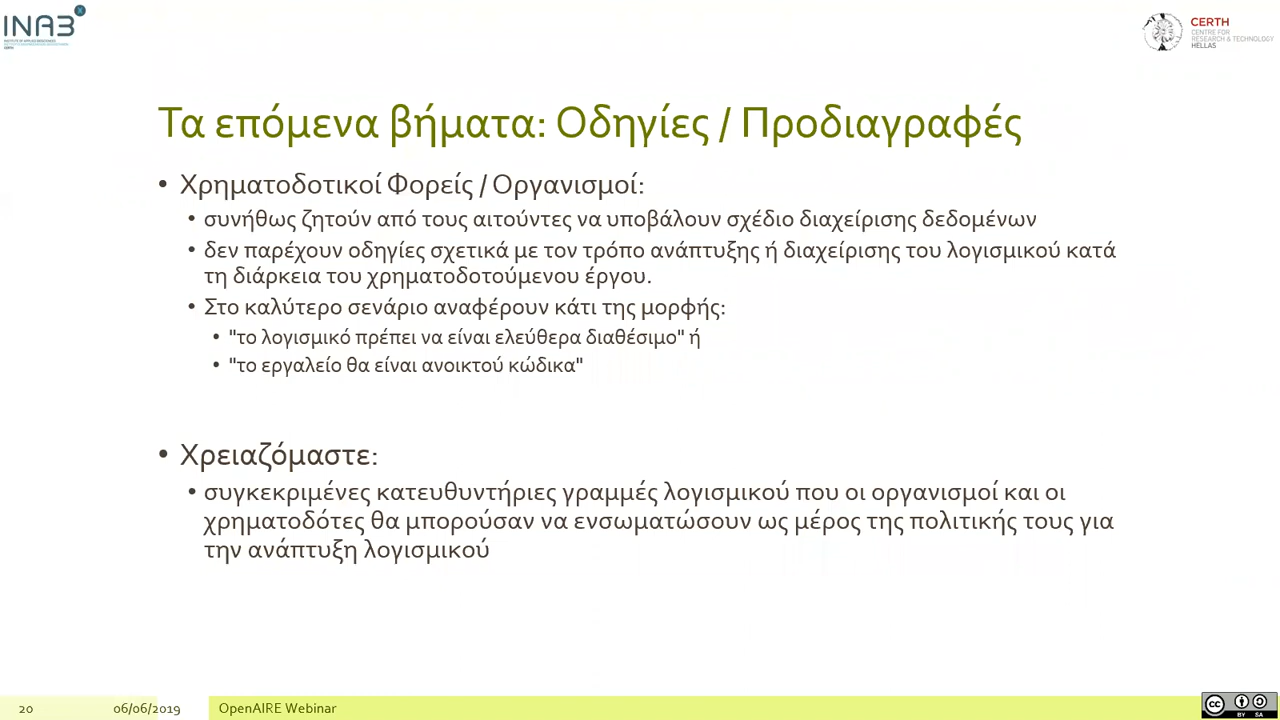 INAB
CERTH
CENTRE FOR
RESEARCH & TECHNOLOGY
HELLAS
Τα επόμενα βήματα: Οδηγίες / Προδιαγραφές
• Χρηματοδοτικοί Φορείς / Οργανισμοί:
• συνήθως ζητούν από τους αιτούντες να υποβάλουν σχέδιο διαχείρισης δεδομένων
• δεν παρέχουν οδηγίες σχετικά με τον τρόπο ανάπτυξης ή διαχείρισης του λογισμικού κατά
τη διάρκεια του χρηματοδοτούμενου έργου.
• Στο καλύτερο σενάριο αναφέρουν κάτι της μορφής:
• "το λογισμικό πρέπει να είναι ελεύθερα διαθέσιμο" ή
• "το εργαλείο θα είναι ανοικτού κώδικα"
• Χρειαζόμαστε:
• συγκεκριμένες κατευθυντήριες γραμμές λογισμικού που οι οργανισμοί και οι
χρηματοδότες θα μπορούσαν να ενσωματώσουν ως μέρος της πολιτικής τους για
την ανάπτυξη λογισμικού
20 06/06/2019 OpenAIRE Webinar
CC BY SA